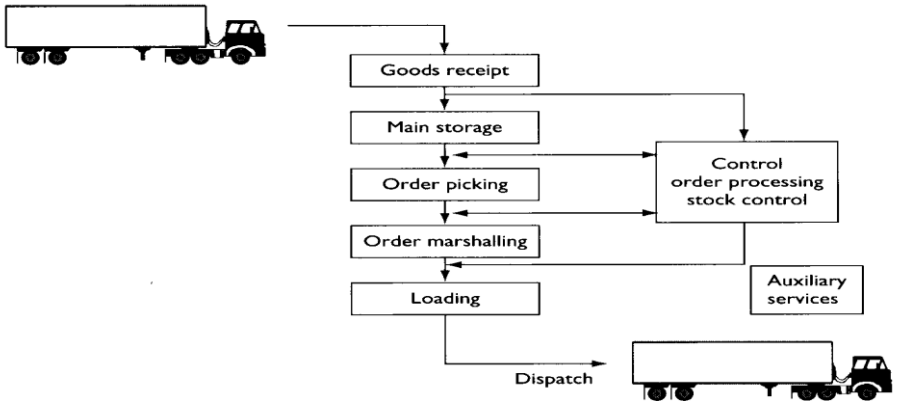 Goods receipt
Main storage
Order picking
Order marshalling
Loading
Control
order processing
stock control
Auxiliary
services
Dispatch